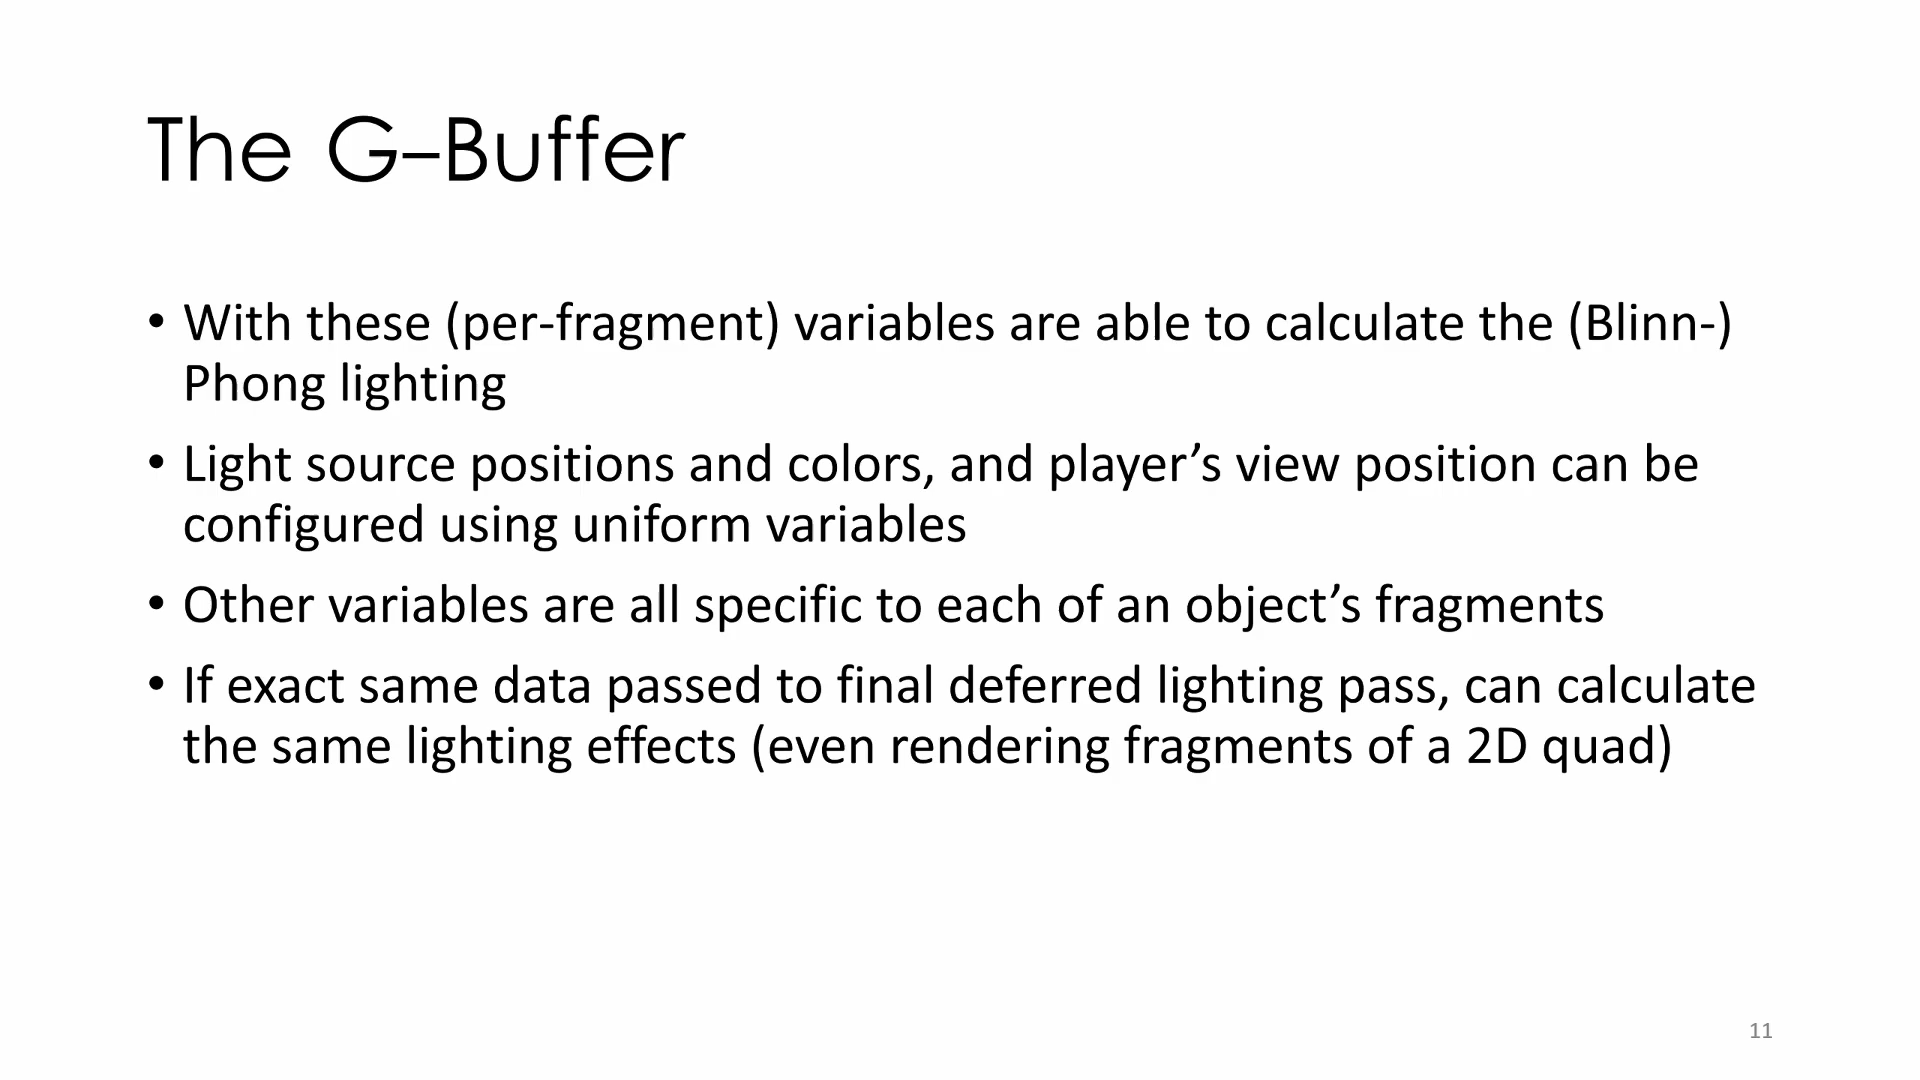 The G–Buffer
• With these (per-fragment) variables are able to calculate the (Blinn-)
Phong lighting
• Light source positions and colors, and player’s view position can be
configured using uniform variables
• Other variables are all specific to each of an object’s fragments
• If exact same data passed to final deferred lighting pass, can calculate
the same lighting effects (even rendering fragments of a 2D quad)
11